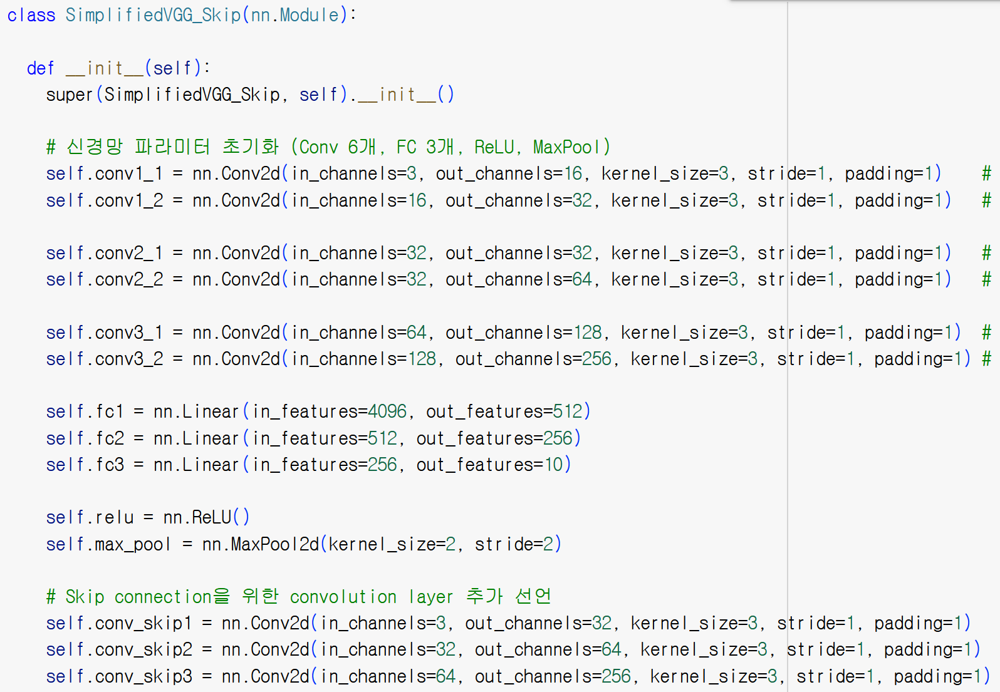 class SimplifiedVGG_Skip(nn.Module):
def __init__(self):
super(SimplifiedVGG_Skip, self).__init__()
# 신경망 파라미터 초기화 (Conv 6개, FC 3개, ReLU, MaxPool)
self.conv1_1 = nn.Conv2d(in_channels=3, out_channels=16, kernel_size=3, stride=1, padding=1) #
self.conv1_2 = nn.Conv2d(in_channels=16, out_channels=32, kernel_size=3, stride=1, padding=1) #
self.conv2_1 = nn.Conv2d(in_channels=32, out_channels=32, kernel_size=3, stride=1, padding=1) #
self.conv2_2 = nn.Conv2d(in_channels=32, out_channels=64, kernel_size=3, stride=1, padding=1) #
self.conv3_1 = nn.Conv2d(in_channels=64, out_channels=128, kernel_size=3, stride=1, padding=1) #
self.conv3_2 = nn.Conv2d(in_channels=128, out_channels=256, kernel_size=3, stride=1, padding=1) #
self.fc1 = nn.Linear(in_features=4096, out_features=512)
self.fc2 = nn.Linear(in_features=512, out_features=256)
self.fc3 = nn.Linear(in_features=256, out_features=10)
self.relu = nn.ReLU()
self.max_pool = nn.MaxPool2d(kernel_size=2, stride=2)
# Skip connection을 위한 convolution layer 추가 선언
self.conv_skip1 = nn.Conv2d(in_channels=3, out_channels=32, kernel_size=3, stride=1, padding=1)
self.conv_skip2 = nn.Conv2d(in_channels=32, out_channels=64, kernel_size=3, stride=1, padding=1)
self.conv_skip3 = nn.Conv2d(in_channels=64, out_channels=256, kernel_size=3, stride=1, padding=1)